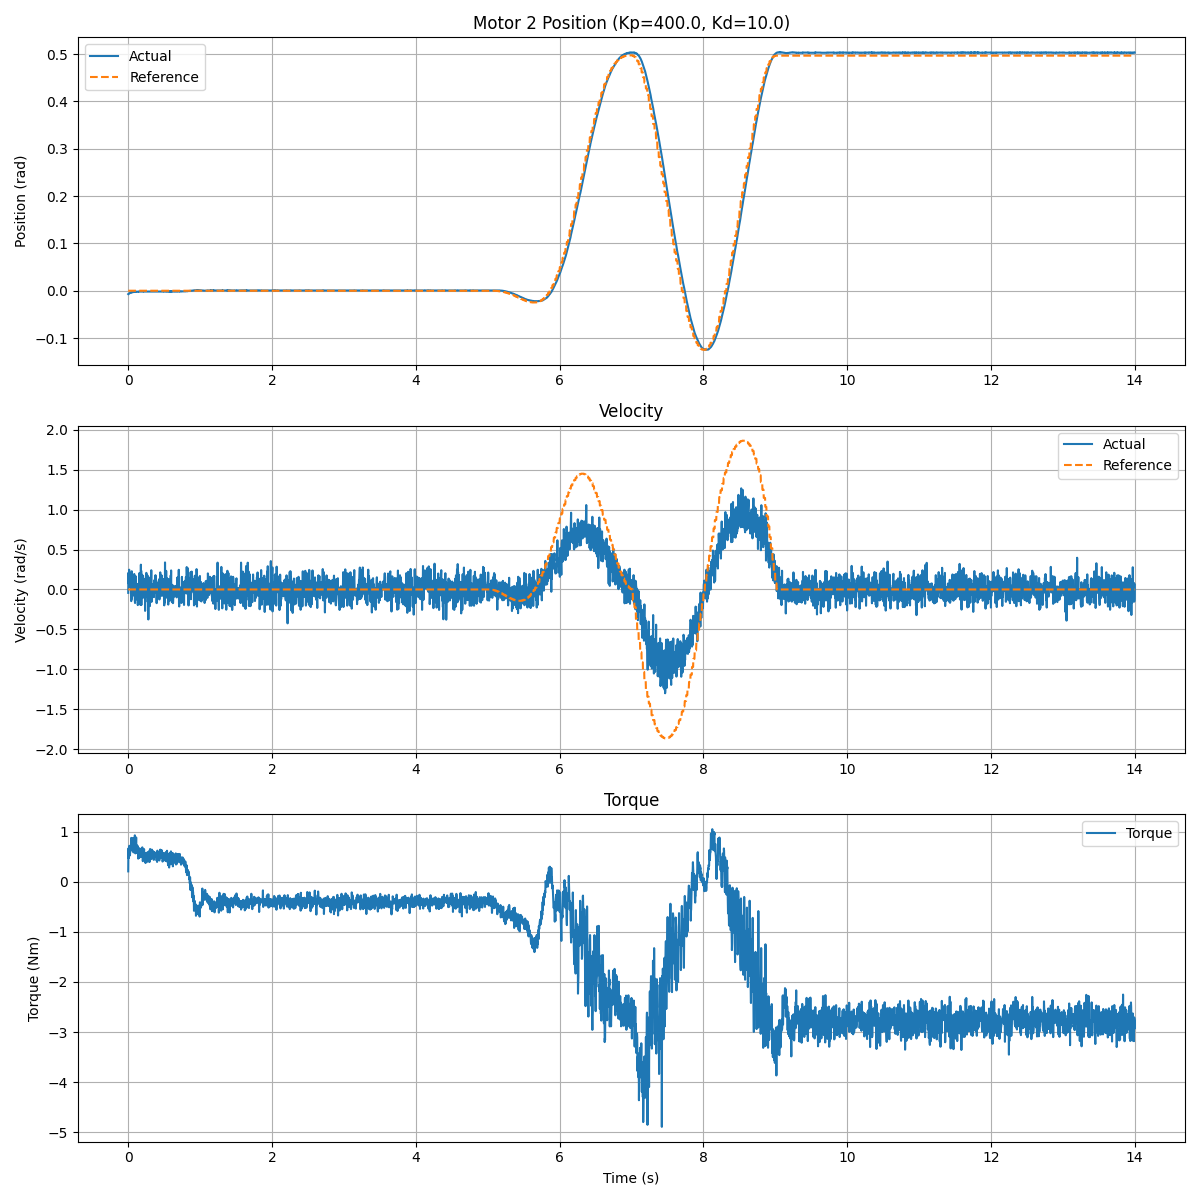 Motor 2 Position (Kp=400.0, Kd=10.0)
Actual
Reference
Position (rad)
0.5
0.4
0.3
0.2
0.1
0.0
−0.1
0 2 4 6 8 10 12 14
Velocity
Actual
Reference
Velocity (rad/s)
2.0
1.5
1.0
0.5
0.0
−0.5
−1.0
−1.5
−2.0
0 2 4 6 8 10 12 14
Torque
Torque
Torque (Nm)
1
0
−1
−2
−3
−4
−5
0 2 4 6 8 10 12 14
Time (s)